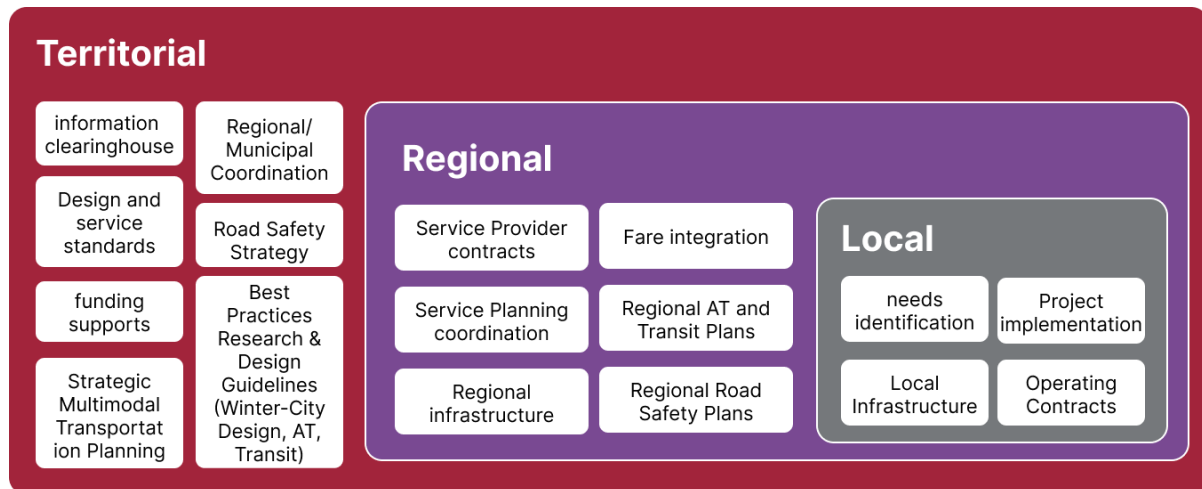 Territorial
information
clearinghouse
Design and
service
standards
funding
supports
Strategic
Multimodal
Transportat
ion Planning
Regional/
Municipal
Coordination
Road Safety
Strategy
Best
Practices
Research &
Design
Guidelines
(Winter-City
Design, AT,
Transit)
Regional
Service Provider
contracts
Fare integration
Service Planning
coordination
Regional AT and
Transit Plans
Regional
infrastructure
Regional Road
Safety Plans
Local
needs
identification
Project
implementation
Local
Infrastructure
Operating
Contracts